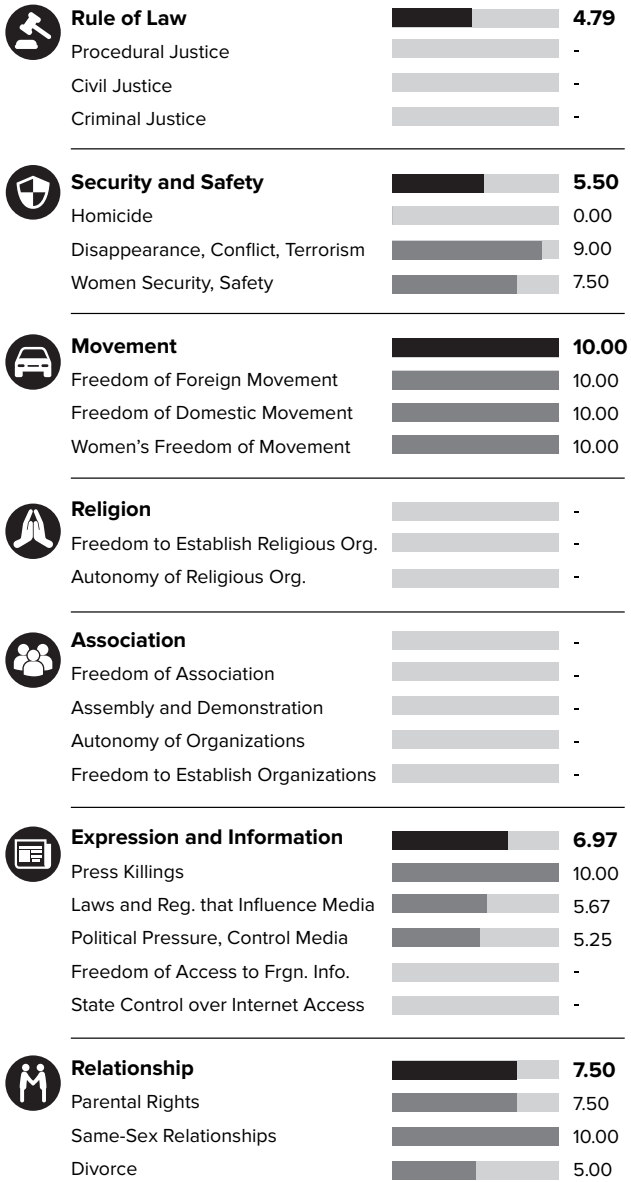 Rule of Law 4.79
Procedural Justice -
Civil Justice -
Criminal Justice -
Security and Safety 5.50
Homicide 0.00
Disappearance, Conflict, Terrorism 9.00
Women Security, Safety 7.50
Movement 10.00
Freedom of Foreign Movement 10.00
Freedom of Domestic Movement 10.00
Women’s Freedom of Movement 10.00
Religion -
Freedom to Establish Religious Org. -
Autonomy of Religious Org. -
Association -
Freedom of Association -
Assembly and Demonstration -
Autonomy of Organizations -
Freedom to Establish Organizations -
Expression and Information 6.97
Press Killings 10.00
Laws and Reg. that Influence Media 5.67
Political Pressure, Control Media 5.25
Freedom of Access to Frgn. Info. -
State Control over Internet Access -
Relationship 7.50
Parental Rights 7.50
Same-Sex Relationships 10.00
Divorce 5.00